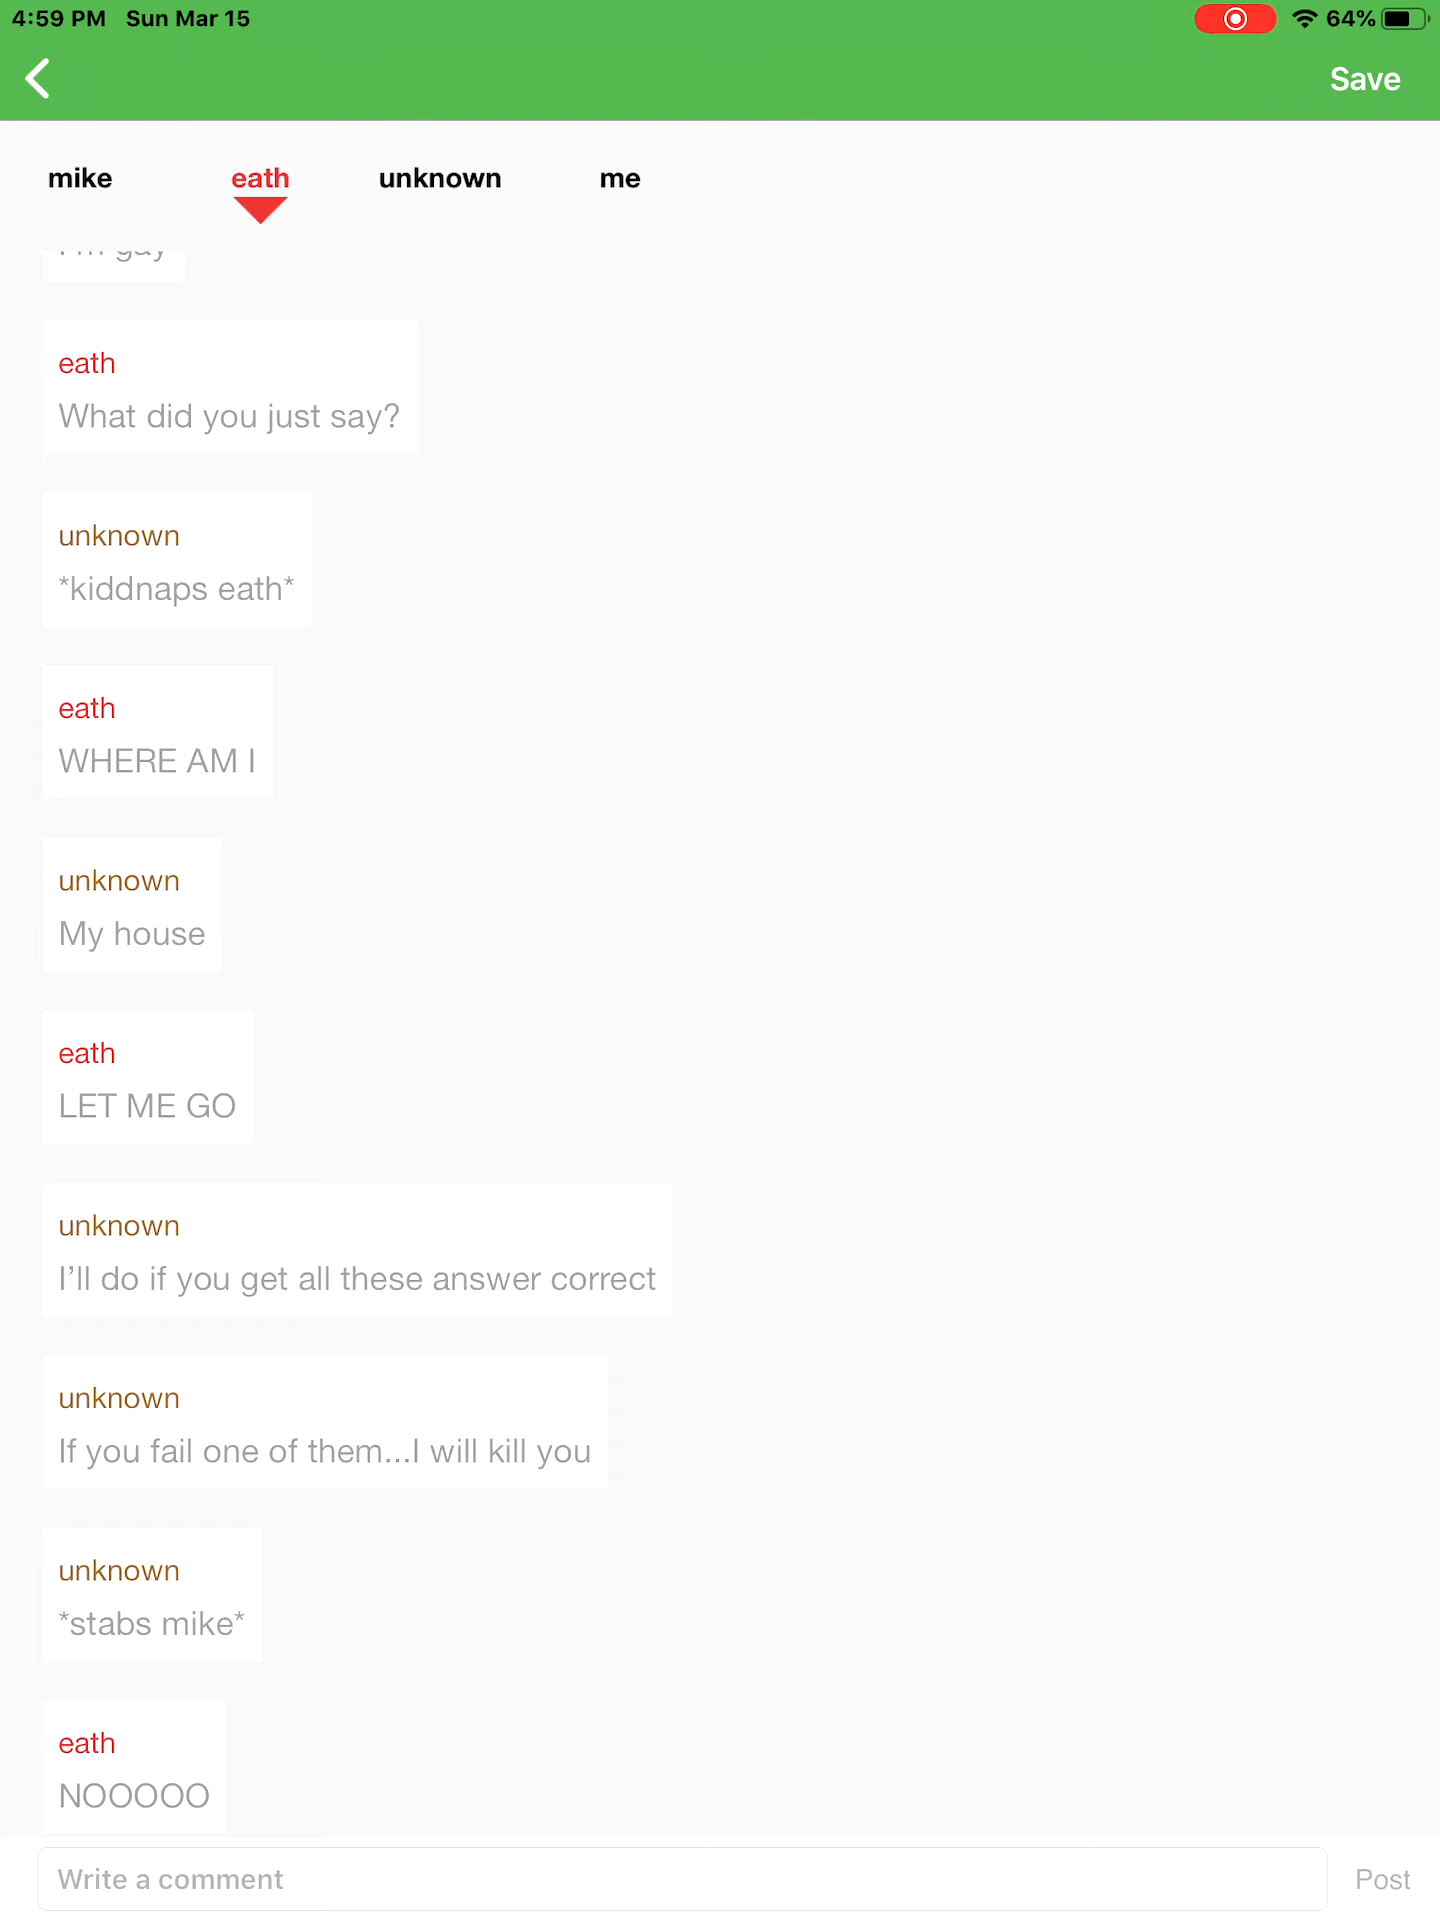 4:59 PM Sun Mar 15 64%
Save
mike eath unknown me
I'm gay
eath
What did you just say?
unknown
*kiddnaps eath*
eath
WHERE AM I
unknown
My house
eath
LET ME GO
unknown
I’ll do if you get all these answer correct
unknown
If you fail one of them...I will kill you
unknown
*stabs mike*
eath
NOOOOO
Write a comment Post